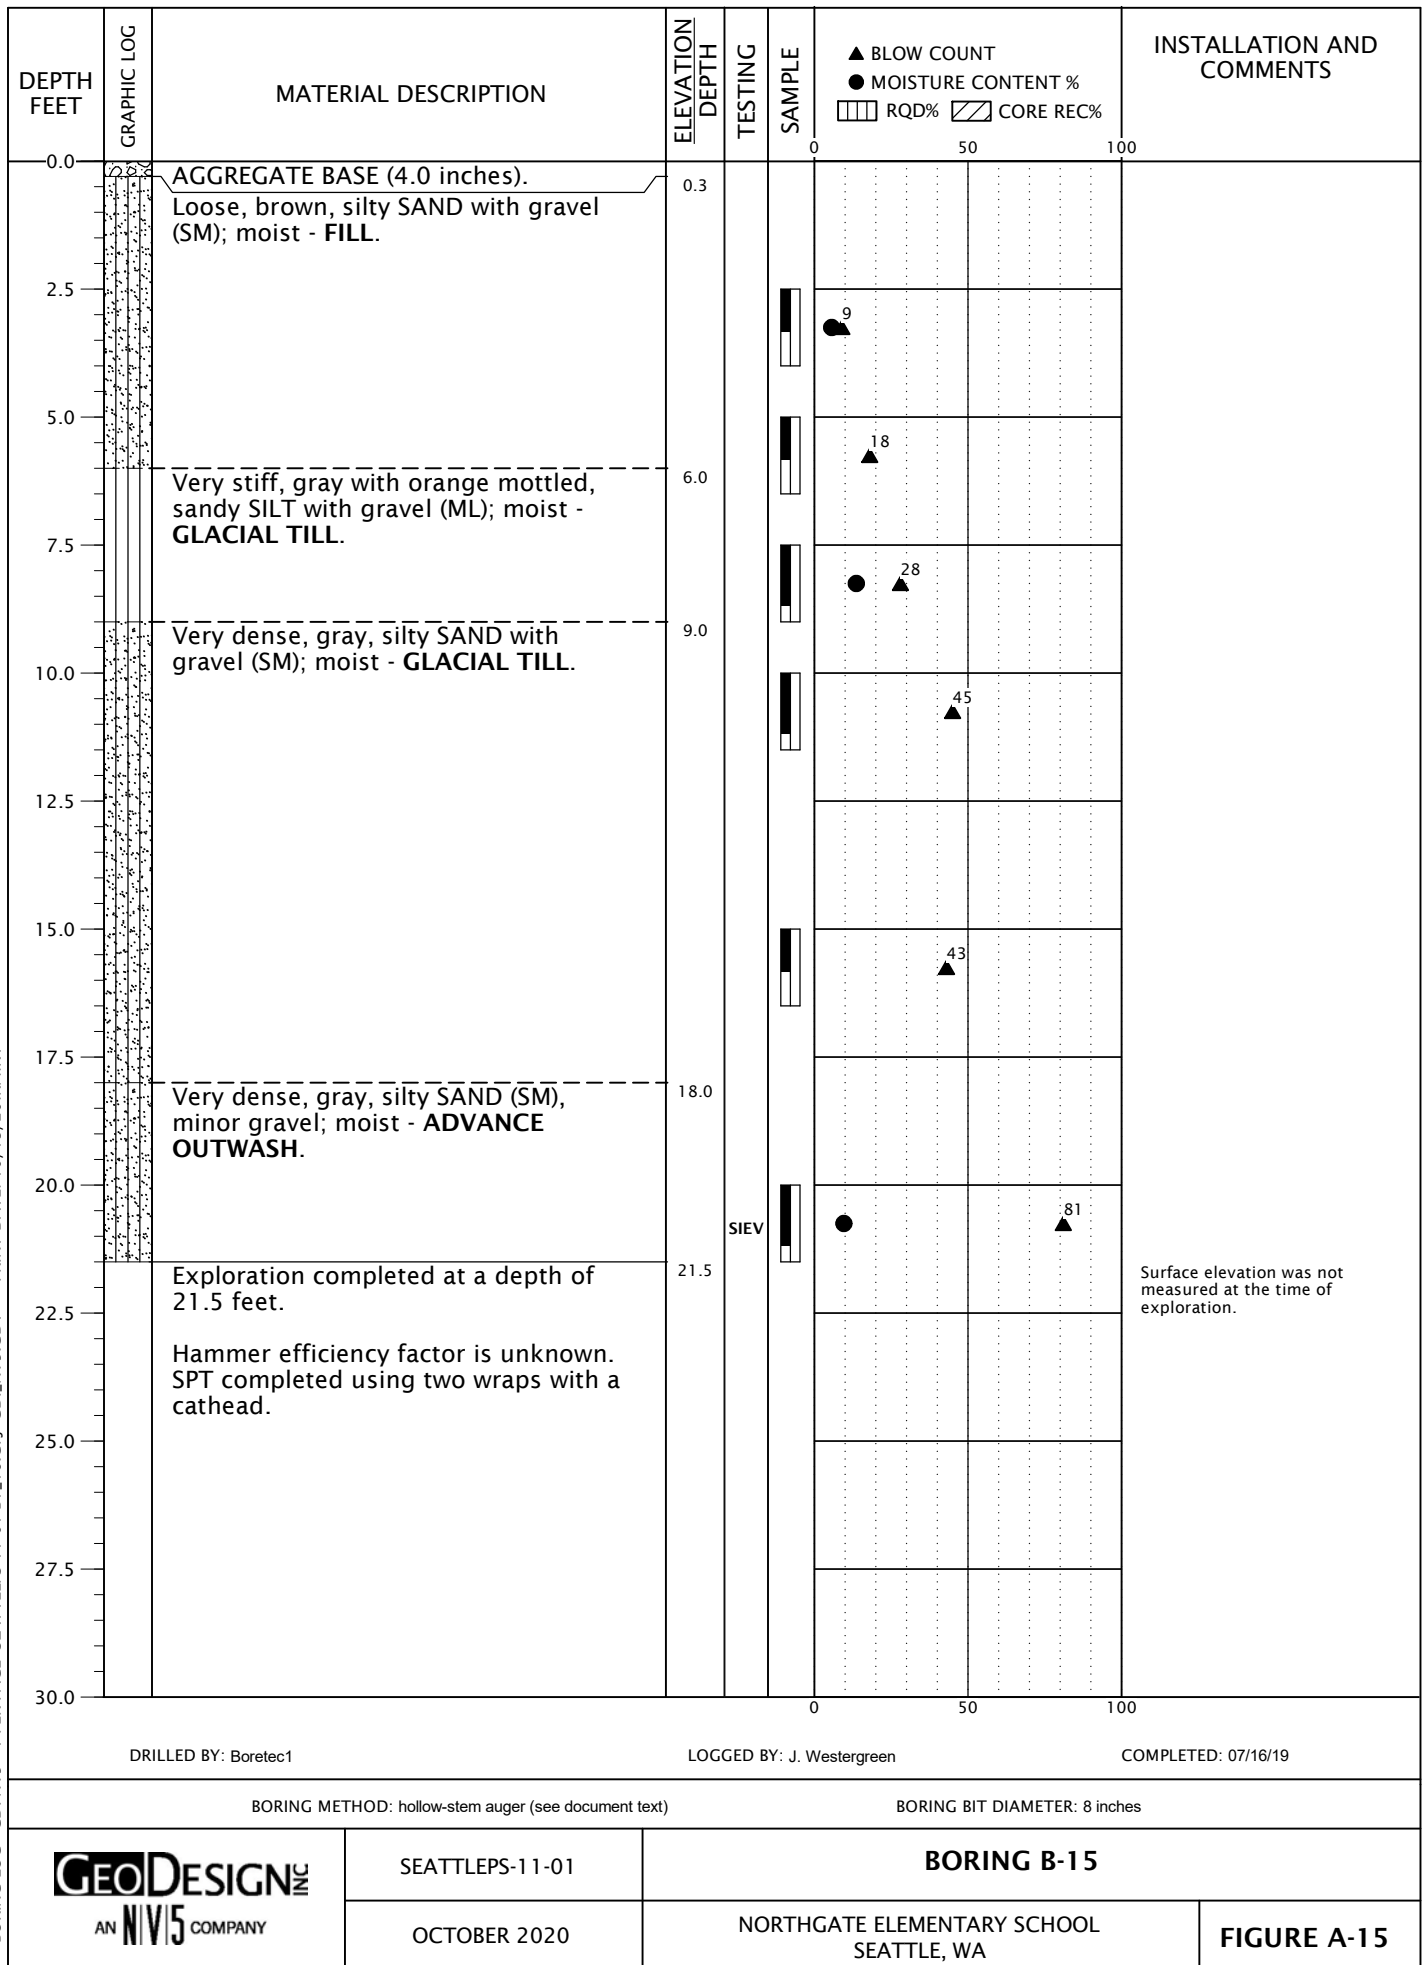 DEPTH
FEET
GRAPHIC LOG
MATERIAL DESCRIPTION
ELEVATION
DEPTH
TESTING
SAMPLE
▲ BLOW COUNT
● MOISTURE CONTENT %
RQD% CORE REC%
INSTALLATION AND
COMMENTS
0 50 100
0.0
AGGREGATE BASE (4.0 inches).
0.3
Loose, brown, silty SAND with gravel
(SM); moist - FILL.
2.5
9
5.0
18
6.0
Very stiff, gray with orange mottled,
sandy SILT with gravel (ML); moist -
GLACIAL TILL.
7.5
28
9.0
Very dense, gray, silty SAND with
gravel (SM); moist - GLACIAL TILL.
10.0
45
12.5
15.0
43
17.5
18.0
Very dense, gray, silty SAND (SM),
minor gravel; moist - ADVANCE
OUTWASH.
20.0
81
SIEV
21.5
Exploration completed at a depth of
21.5 feet.
Surface elevation was not
measured at the time of
exploration.
22.5
Hammer efficiency factor is unknown.
SPT completed using two wraps with a
cathead.
25.0
27.5
30.0
0 50 100
DRILLED BY: Boretec1
LOGGED BY: J. Westergreen
COMPLETED: 07/16/19
BORING METHOD: hollow-stem auger (see document text)
BORING BIT DIAMETER: 8 inches
GEODESIGN INC
AN NV5 COMPANY
SEATTLEPS-11-01
OCTOBER 2020
BORING B-15
NORTHGATE ELEMENTARY SCHOOL
SEATTLE, WA
FIGURE A-15